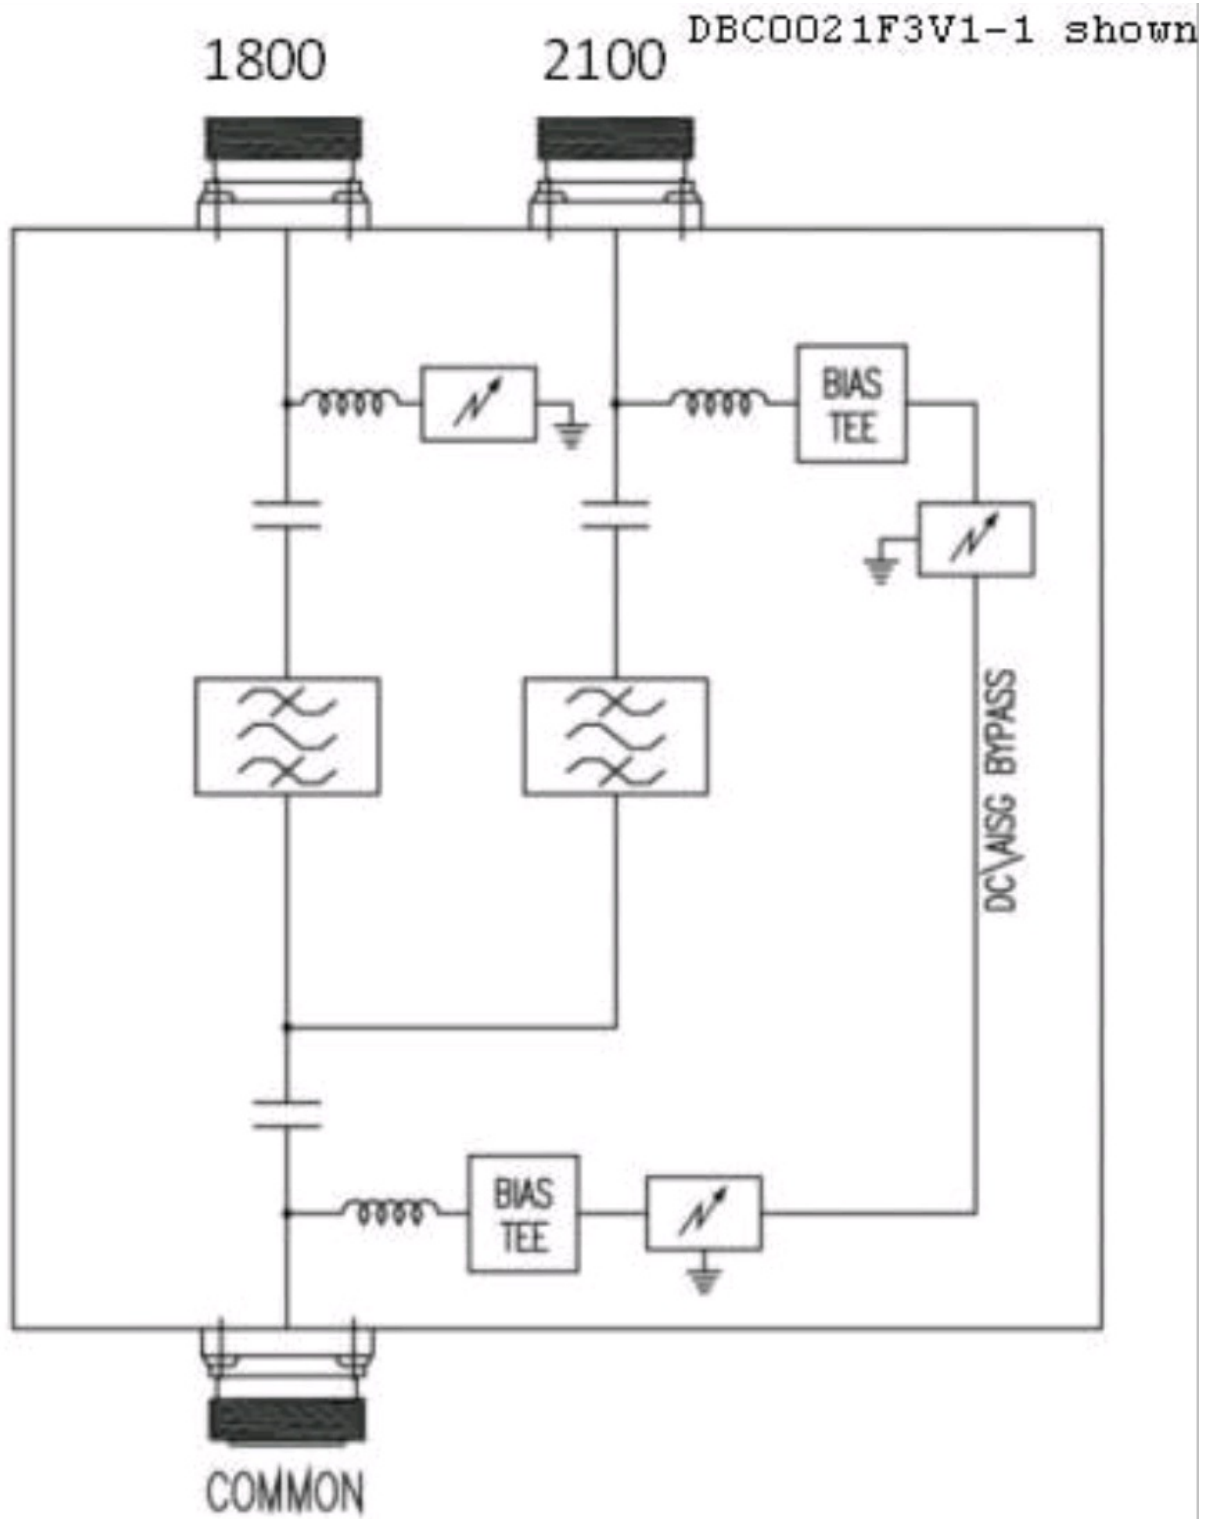 DBC0021F3V1-1 shown
1800
2100
BIAS
TEE
DC\AISG BYPASS
BIAS
TEE
COMMON